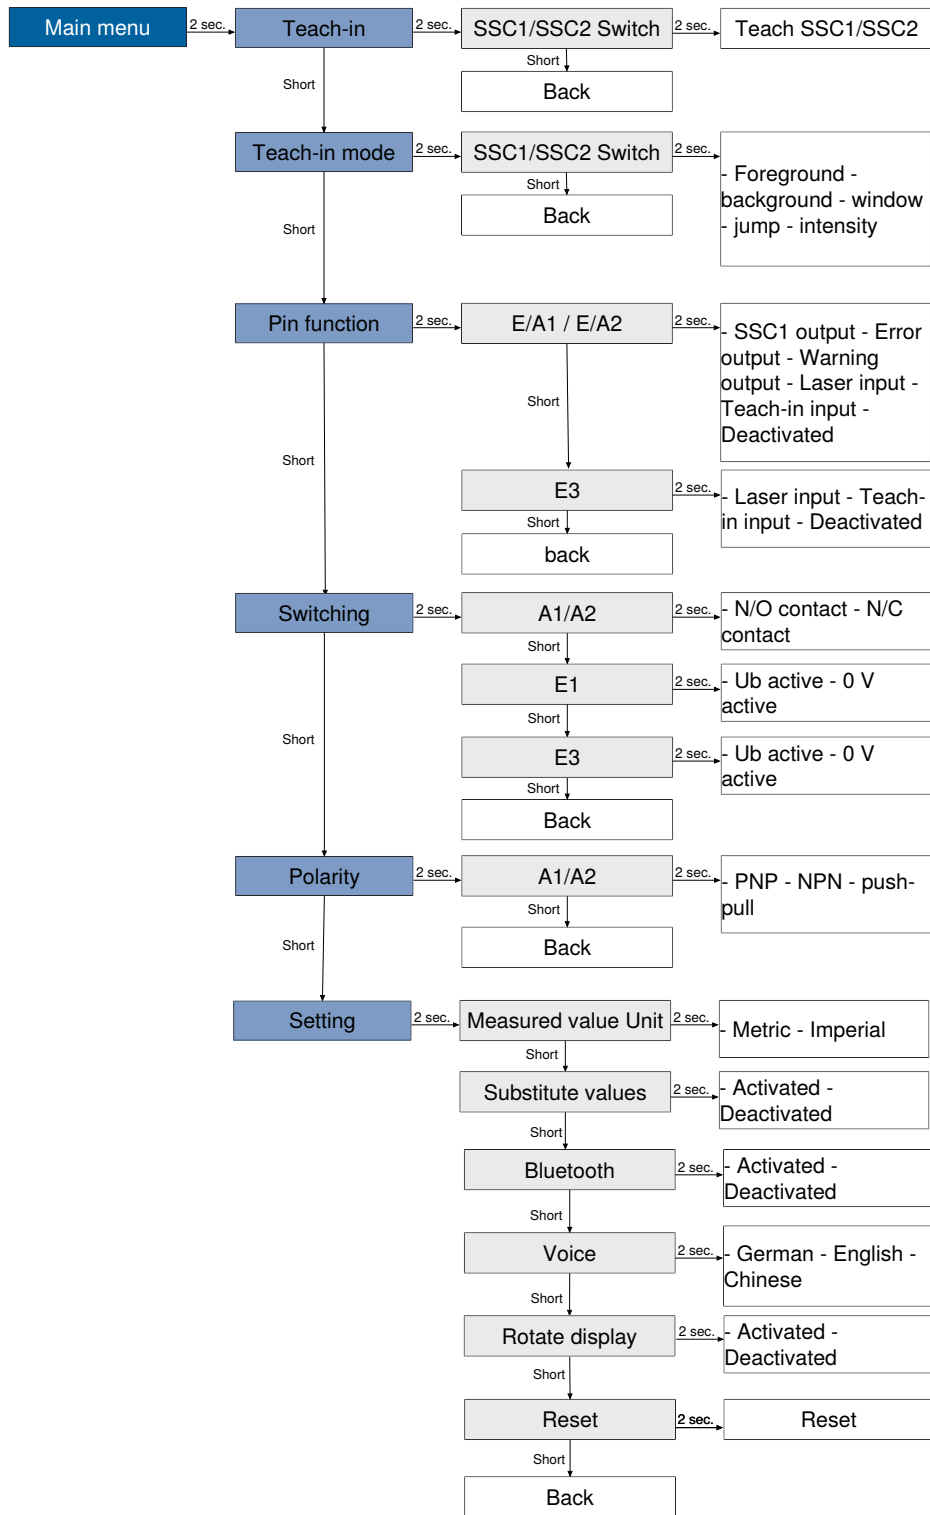 Main menu
2 sec.
Teach-in
2 sec.
SSC1/SSC2 Switch
2 sec.
Teach SSC1/SSC2
Short
Short
Back
Teach-in mode
2 sec.
SSC1/SSC2 Switch
2 sec.
- Foreground -
background - window
- jump - intensity
Short
Back
Short
Pin function
2 sec.
E/A1 / E/A2
2 sec.
- SSC1 output - Error
output - Warning
output - Laser input -
Teach-in input -
Deactivated
Short
Short
E3
2 sec.
- Laser input - Teach-
in input - Deactivated
Short
back
Switching
2 sec.
A1/A2
2 sec.
- N/O contact - N/C
contact
Short
E1
2 sec.
- Ub active - 0 V
active
Short
Short
E3
2 sec.
- Ub active - 0 V
active
Short
Back
Polarity
2 sec.
A1/A2
2 sec.
- PNP - NPN - push-
pull
Short
Back
Short
Setting
2 sec.
Measured value Unit
2 sec.
- Metric - Imperial
Short
Substitute values
2 sec.
- Activated -
Deactivated
Short
Bluetooth
2 sec.
- Activated -
Deactivated
Short
Voice
2 sec.
- German - English -
Chinese
Short
Rotate display
2 sec.
- Activated -
Deactivated
Short
Reset
2 sec.
Reset
Short
Back